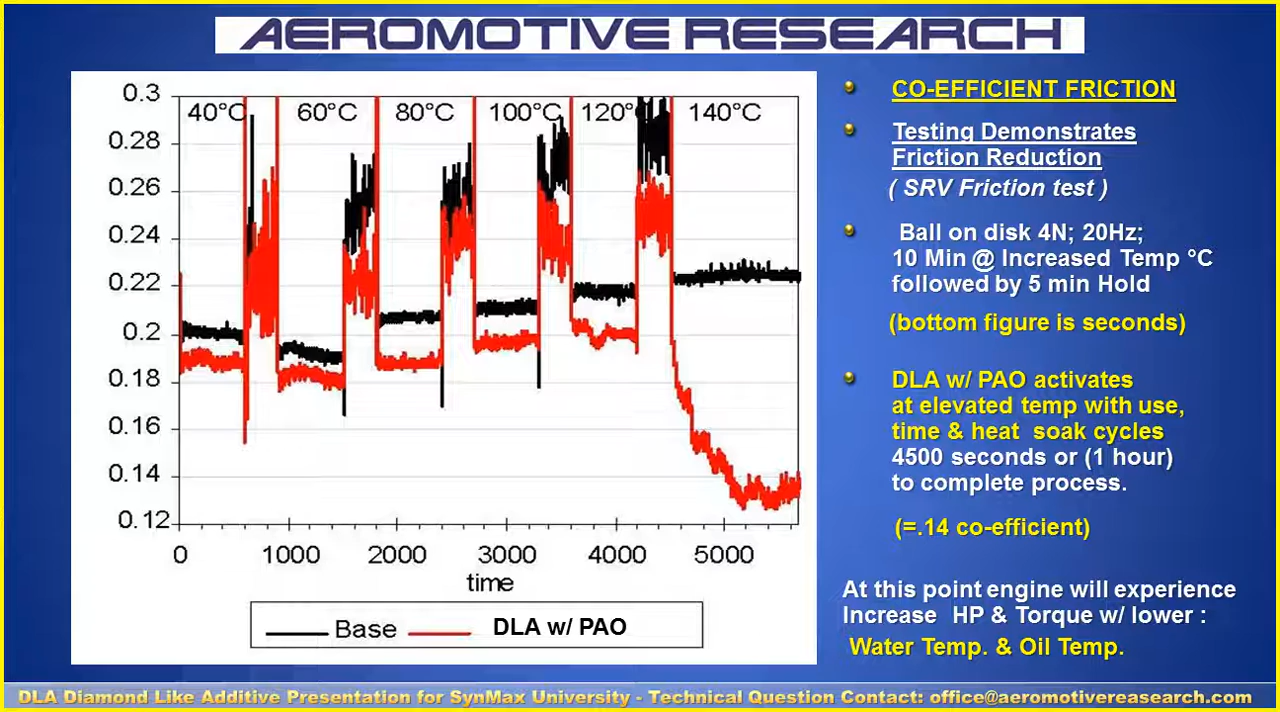 AEROMOTIVE RESEARCH
0.3
0.28
0.26
0.24
0.22
0.2
0.18
0.16
0.14
0.12
40°C 60°C 80°C 100°C 120°C 140°C
0 1000 2000 3000 4000 5000
time
Base DLA w/ PAO
CO-EFFICIENT FRICTION
Testing Demonstrates
Friction Reduction
( SRV Friction test )
Ball on disk 4N; 20Hz;
10 Min @ Increased Temp °C
followed by 5 min Hold
(bottom figure is seconds)
DLA w/ PAO activates
at elevated temp with use,
time & heat soak cycles
4500 seconds or (1 hour)
to complete process.
(=.14 co-efficient)
At this point engine will experience
Increase HP & Torque w/ lower :
Water Temp. & Oil Temp.
DLA Diamond Like Additive Presentation for SynMax University - Technical Question Contact: office@aeromotivereasearch.com